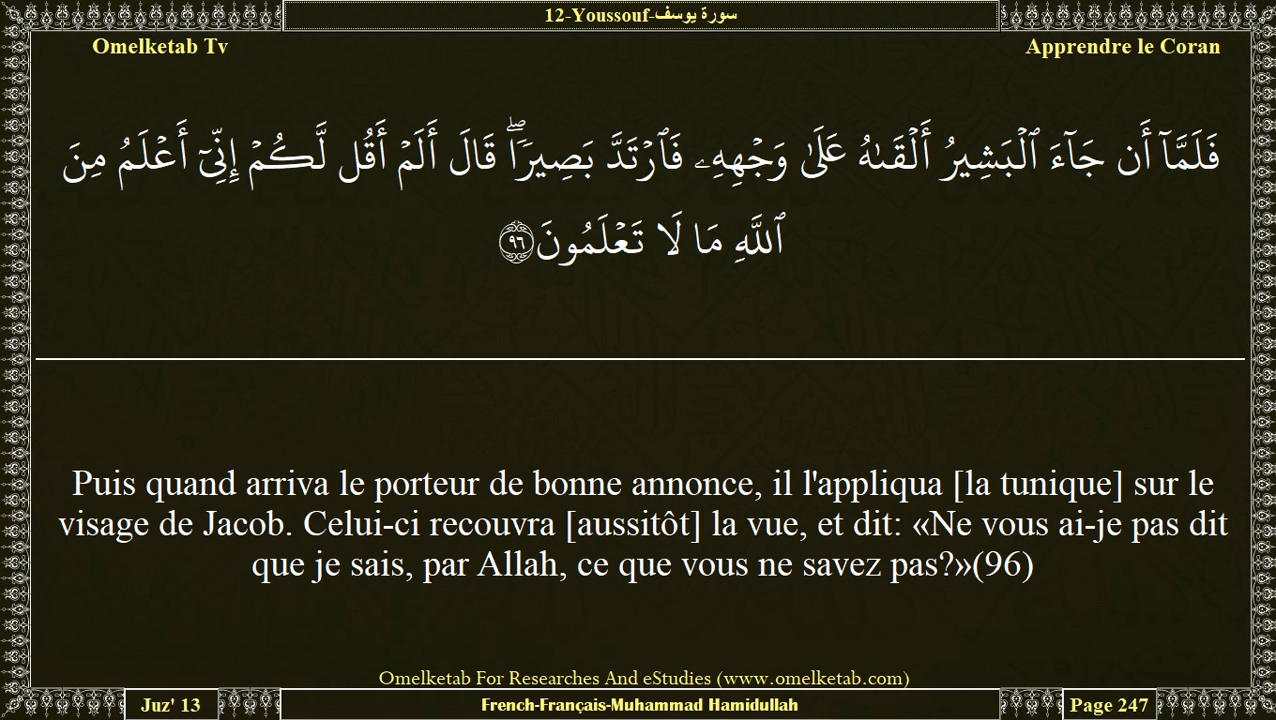 12-Youssouf-سورة يوسف
Omelketab Tv
Apprendre le Coran
فَلَمَّآ أَن جَآءَ ٱلۡبَشِيرُ أَلۡقَىٰهُ عَلَىٰ وَجۡهِهِۦ فَٱرۡتَدَّ بَصِيرٗاۖ قَالَ أَلَمۡ أَقُل لَّكُمۡ إِنِّيٓ أَعۡلَمُ مِنَ
ٱللَّهِ مَا لَا تَعۡلَمُونَ ٩٦
Puis quand arriva le porteur de bonne annonce, il l'appliqua [la tunique] sur le
visage de Jacob. Celui-ci recouvra [aussitôt] la vue, et dit: «Ne vous ai-je pas dit
que je sais, par Allah, ce que vous ne savez pas?»(96)
Omelketab For Researches And eStudies (www.omelketab.com)
Juz' 13
French-Français-Muhammad Hamidullah
Page 247